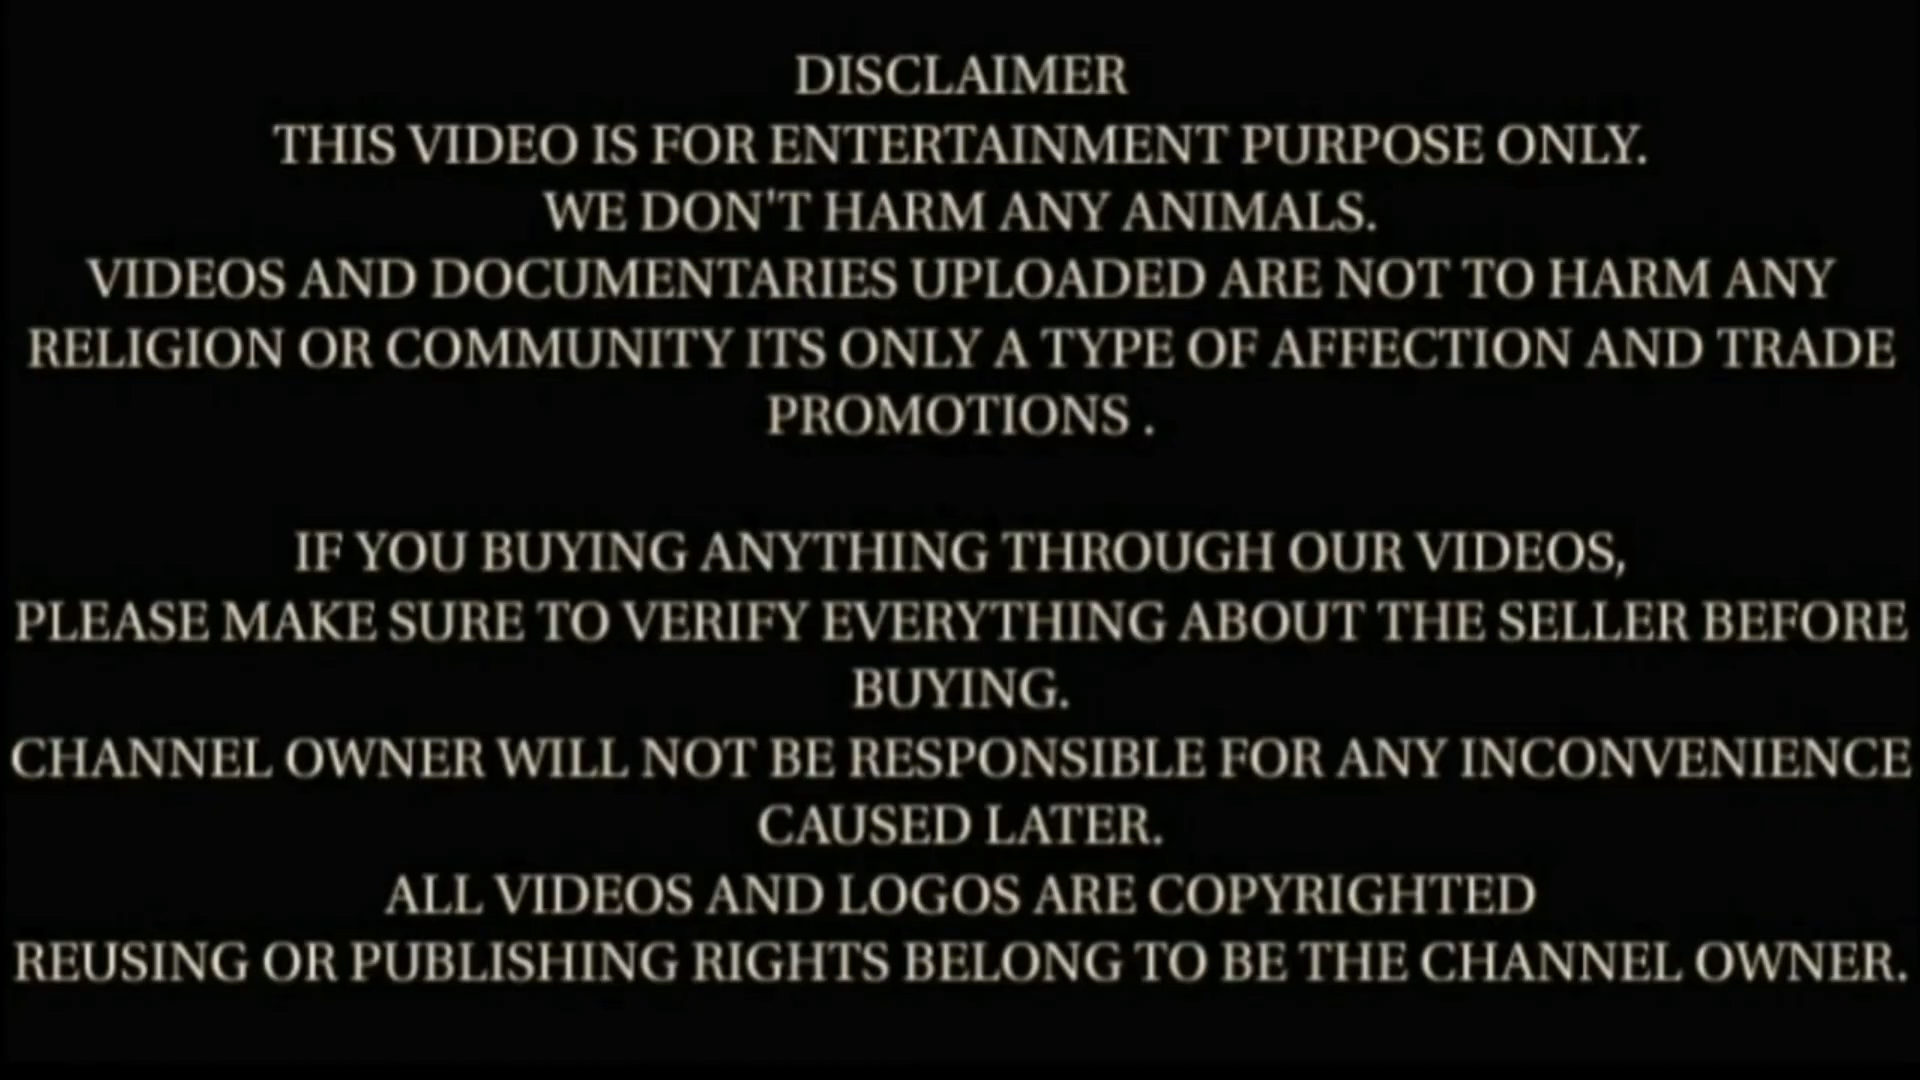 DISCLAIMER
THIS VIDEO IS FOR ENTERTAINMENT PURPOSE ONLY.
WE DON'T HARM ANY ANIMALS.
VIDEOS AND DOCUMENTARIES UPLOADED ARE NOT TO HARM ANY
RELIGION OR COMMUNITY ITS ONLY A TYPE OF AFFECTION AND TRADE
PROMOTIONS .
IF YOU BUYING ANYTHING THROUGH OUR VIDEOS,
PLEASE MAKE SURE TO VERIFY EVERYTHING ABOUT THE SELLER BEFORE
BUYING.
CHANNEL OWNER WILL NOT BE RESPONSIBLE FOR ANY INCONVENIENCE
CAUSED LATER.
ALL VIDEOS AND LOGOS ARE COPYRIGHTED
REUSING OR PUBLISHING RIGHTS BELONG TO BE THE CHANNEL OWNER.